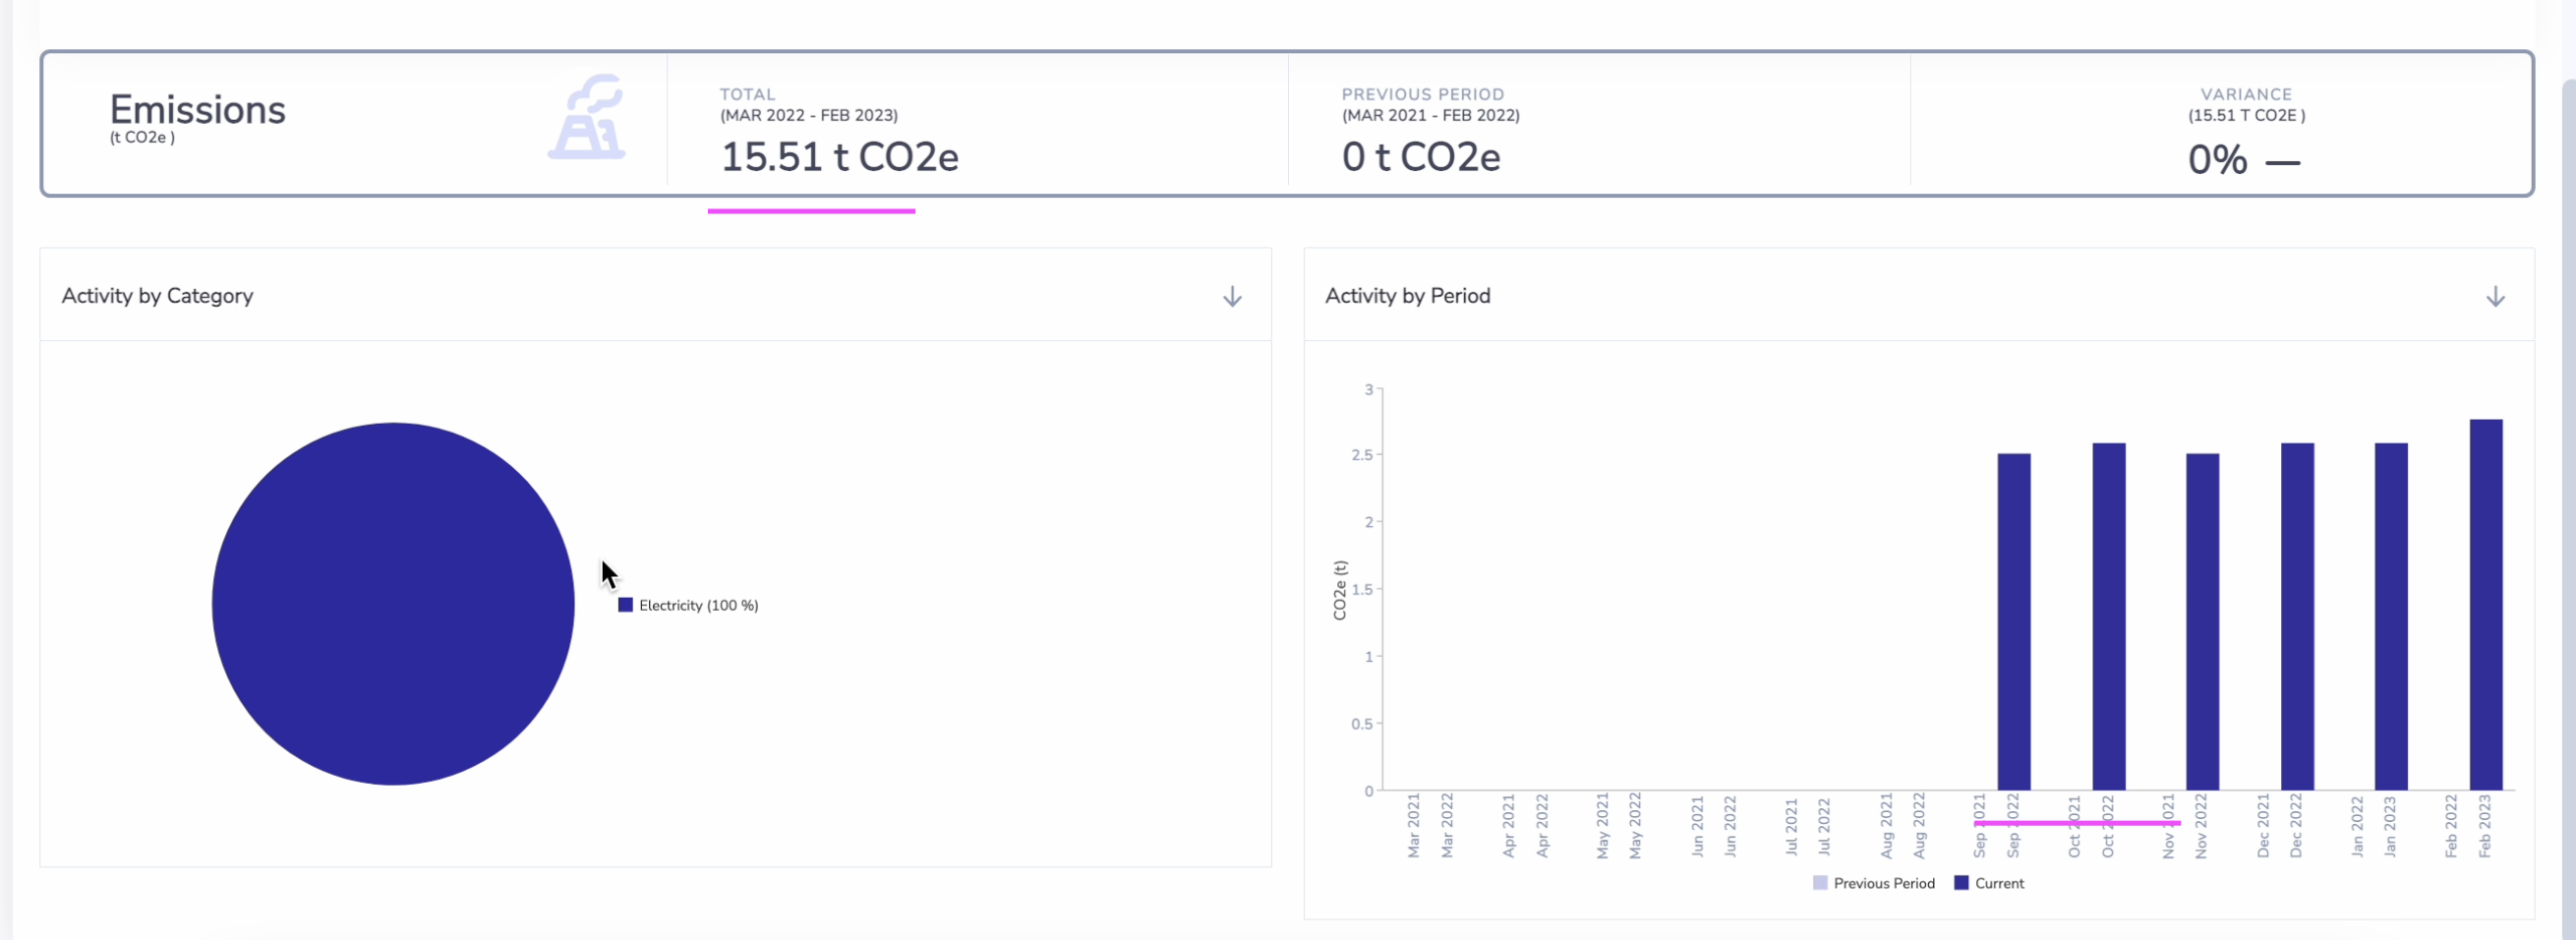 Emissions
(t CO2e )
TOTAL
(MAR 2022 - FEB 2023)
15.51 t CO2e
PREVIOUS PERIOD
(MAR 2021 - FEB 2022)
0 t CO2e
VARIANCE
(15.51 T CO2E )
0% —
Activity by Category
Electricity (100 %)
Activity by Period
CO2e (t)
3
2.5
2
1.5
1
0.5
0
Mar 2021
Mar 2022
Apr 2021
Apr 2022
May 2021
May 2022
Jun 2021
Jun 2022
Jul 2021
Jul 2022
Aug 2021
Aug 2022
Sep 2021
Sep 2022
Oct 2021
Oct 2022
Nov 2021
Nov 2022
Dec 2021
Dec 2022
Jan 2022
Jan 2023
Feb 2022
Feb 2023
Previous Period
Current